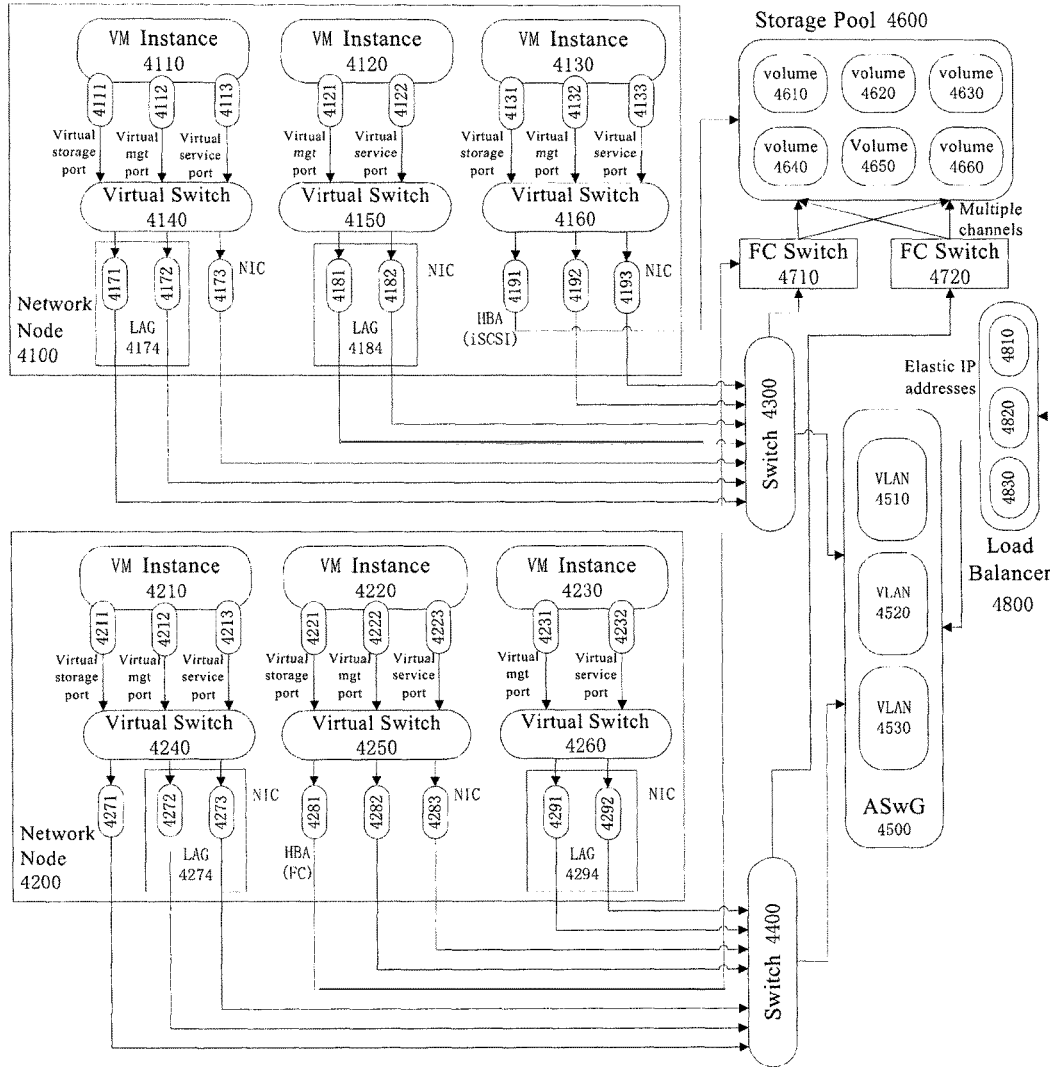 Storage Pool 4600
VM Instance
4110
VM Instance
4120
VM Instance
4130
volume
4610
volume
4620
volume
4630
4111
4112
4113
4121
4122
4131
4132
4133
Virtual
storage
port
Virtual
mgt
port
Virtual
service
port
Virtual
mgt
port
Virtual
service
port
Virtual
storage
port
Virtual
mgt
port
Virtual
service
port
volume
4640
Volume
4650
volume
4660
Virtual Switch
4140
Virtual Switch
4150
Virtual Switch
4160
Multiple
channels
FC Switch
4710
FC Switch
4720
4171
4172
4173
NIC
4181
4182
NIC
4191
4192
4193
NIC
Network
Node
4100
LAG
4174
LAG
4184
HBA
(iSCSI)
Switch 4300
Elastic IP
addresses
4810
4820
4830
Load
Balancer
4800
VLAN
4510
VLAN
4520
VLAN
4530
ASwG
4500
VM Instance
4210
VM Instance
4220
VM Instance
4230
4211
4212
4213
4221
4222
4223
4231
4232
Virtual
storage
port
Virtual
mgt
port
Virtual
service
port
Virtual
storage
port
Virtual
mgt
port
Virtual
service
port
Virtual
mgt
port
Virtual
service
port
Virtual Switch
4240
Virtual Switch
4250
Virtual Switch
4260
4271
4272
4273
NIC
4281
4282
4283
NIC
4291
4292
NIC
Network
Node
4200
LAG
4274
HBA
(FC)
LAG
4294
Switch 4400